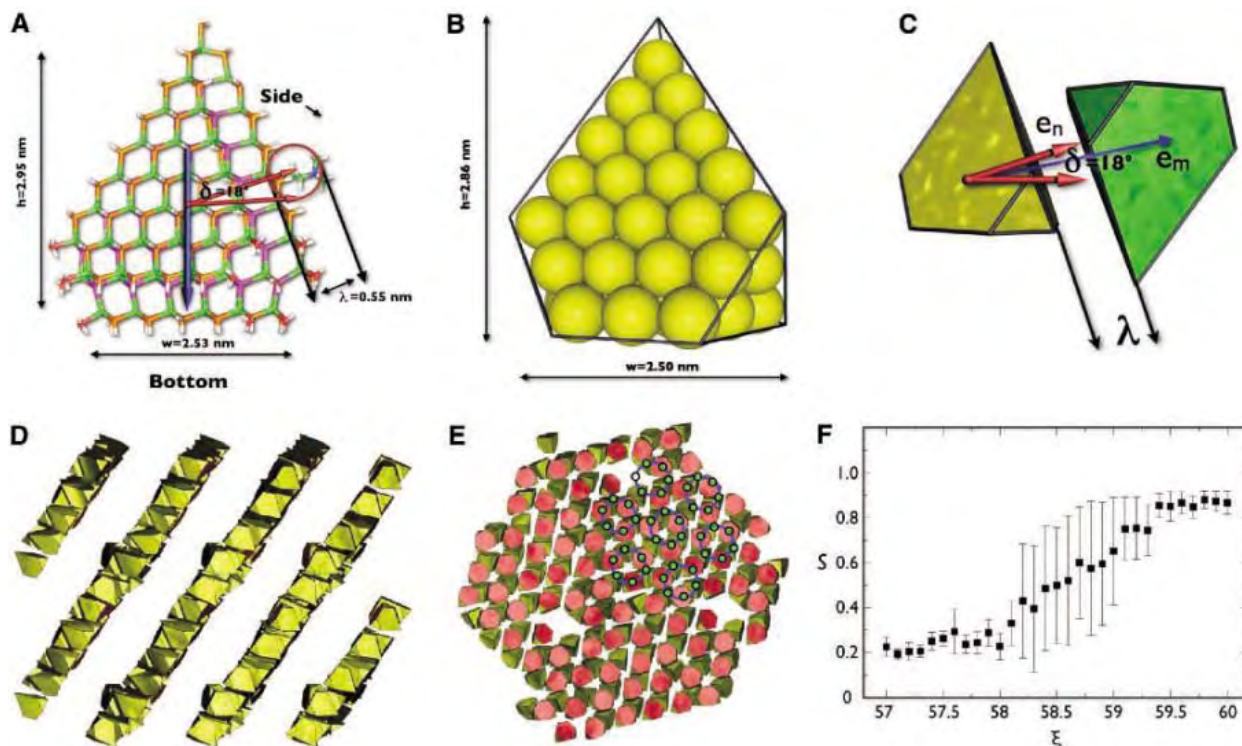 A
h=2.95 nm
Side
δ=18°
λ=0.55 nm
w=2.53 nm
Bottom
B
h=2.86 nm
w=2.50 nm
C
en
δ=18°
em
λ
D
E
F
1.0
0.8
S
0.6
0.4
0.2
0
57
57.5
58
58.5
59
59.5
60
ξ